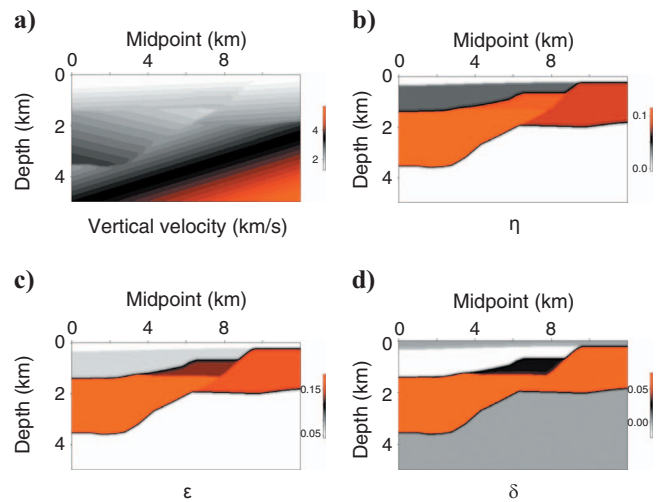 a)
Midpoint (km)
0 4 8
Depth (km)
0
2
4
4
2
Vertical velocity (km/s)
b)
Midpoint (km)
0 4 8
Depth (km)
0
2
4
0.1
0.0
η
c)
Midpoint (km)
0 4 8
Depth (km)
0
2
4
0.15
0.05
ε
d)
Midpoint (km)
0 4 8
Depth (km)
0
2
4
0.05
0.00
δ